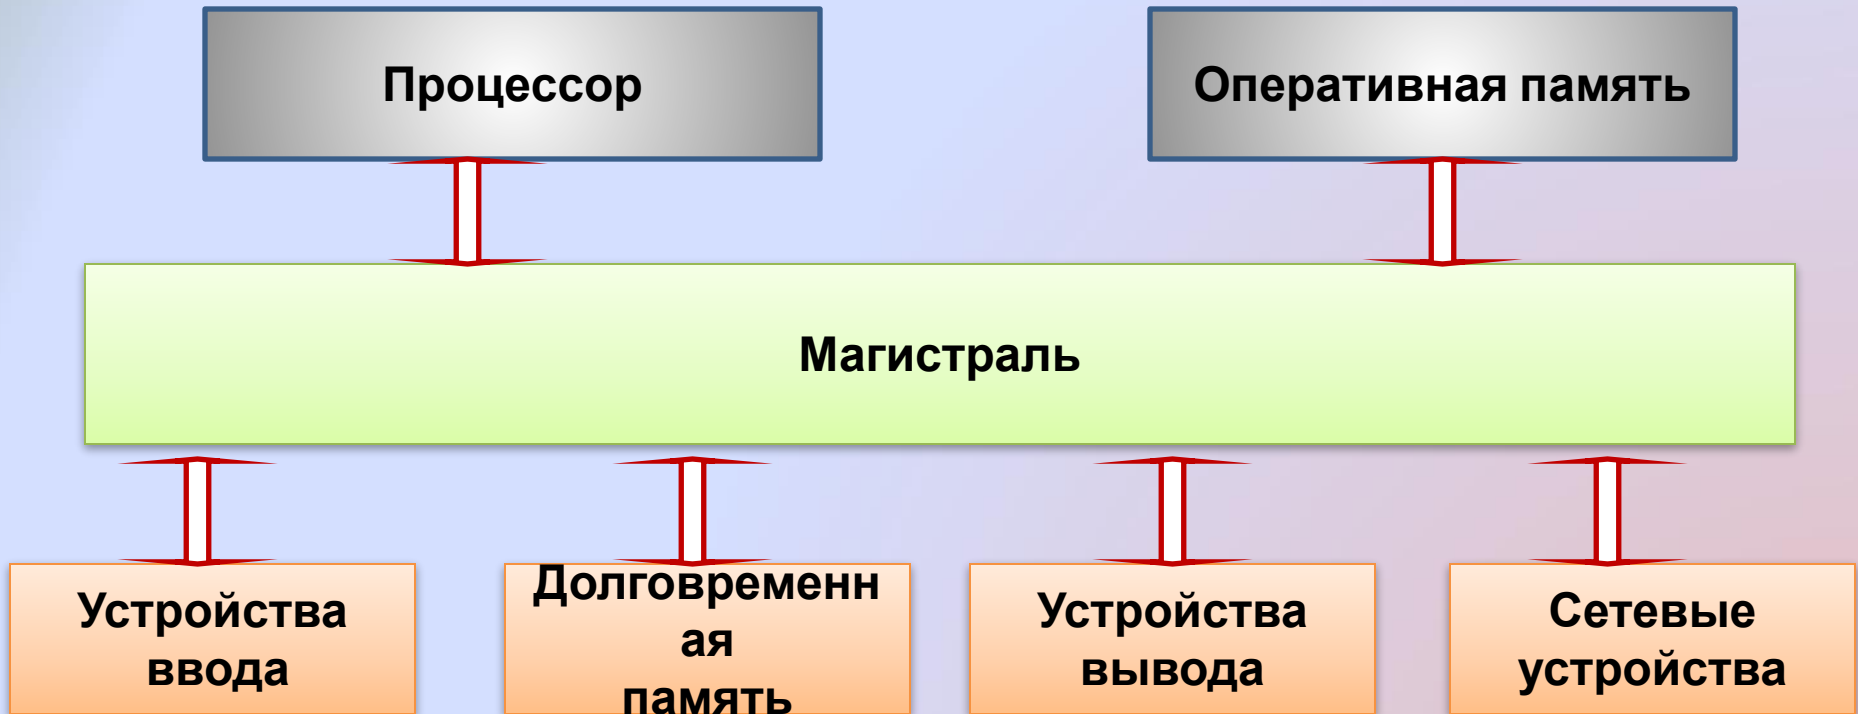 Процессор
Оперативная память
Магистраль
Устройства
ввода
Долговременн
ая
память
Устройства
вывода
Сетевые
устройства